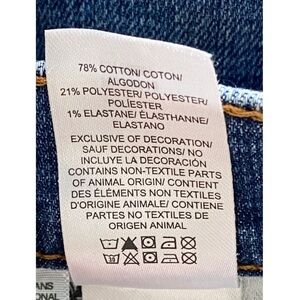 78% COTTON/ COTON/
ALGODON
21% POLYESTER/ POLYESTER/
POLÍESTER
1% ELASTANE/ ÉLASTHANNE/
ELASTANO
EXCLUSIVE OF DECORATION/
SAUF DECORATIONS/ NO
INCLUYE LA DECORACIÓN
CONTAINS NON-TEXTILE PARTS
OF ANIMAL ORIGIN/ CONTIENT
DES ÉLÉMENTS NON TEXTILES
D'ORIGINE ANIMALE/ CONTIENE
PARTES NO TEXTILES DE
ORIGEN ANIMAL